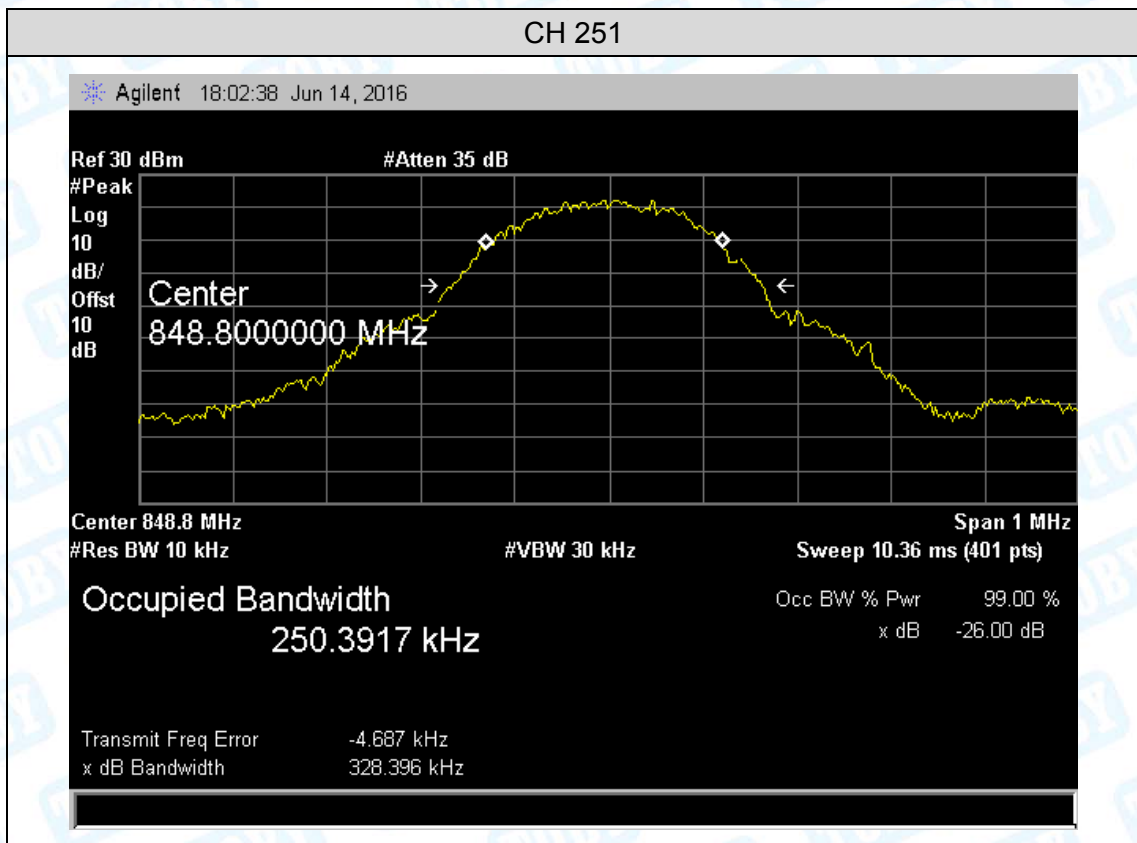 CH 251
Agilent 18:02:38 Jun 14, 2016
Ref 30 dBm #Atten 35 dB
#Peak
Log
10
dB/
Offst
10
dB
Center
848.8000000 MHz
Center 848.8 MHz Span 1 MHz
#Res BW 10 kHz #VBW 30 kHz Sweep 10.36 ms (401 pts)
Occupied Bandwidth Occ BW % Pwr 99.00 %
250.3917 kHz x dB -26.00 dB
Transmit Freq Error -4.687 kHz
x dB Bandwidth 328.396 kHz